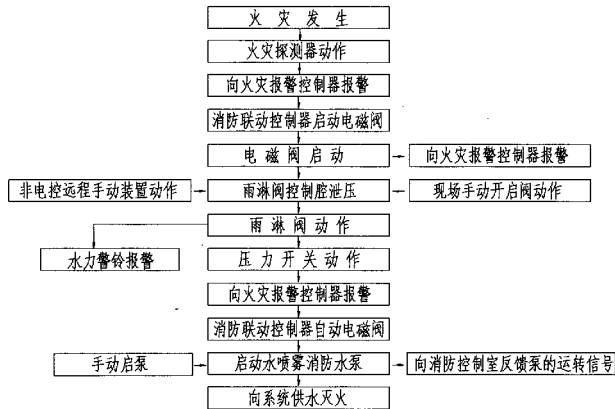 火灾发生
火灾探测器动作
向火灾报警控制器报警
消防联动控制器启动电磁阀
电磁阀启动
向火灾报警控制器报警
非电控远程手动装置动作
雨淋阀控制腔泄压
现场手动开启阀动作
雨淋阀动作
水力警铃报警
压力开关动作
向火灾报警控制器报警
消防联动控制器自动电磁阀
手动启泵
启动水喷雾消防水泵
向消防控制室反馈泵的运转信号
向系统供水灭火